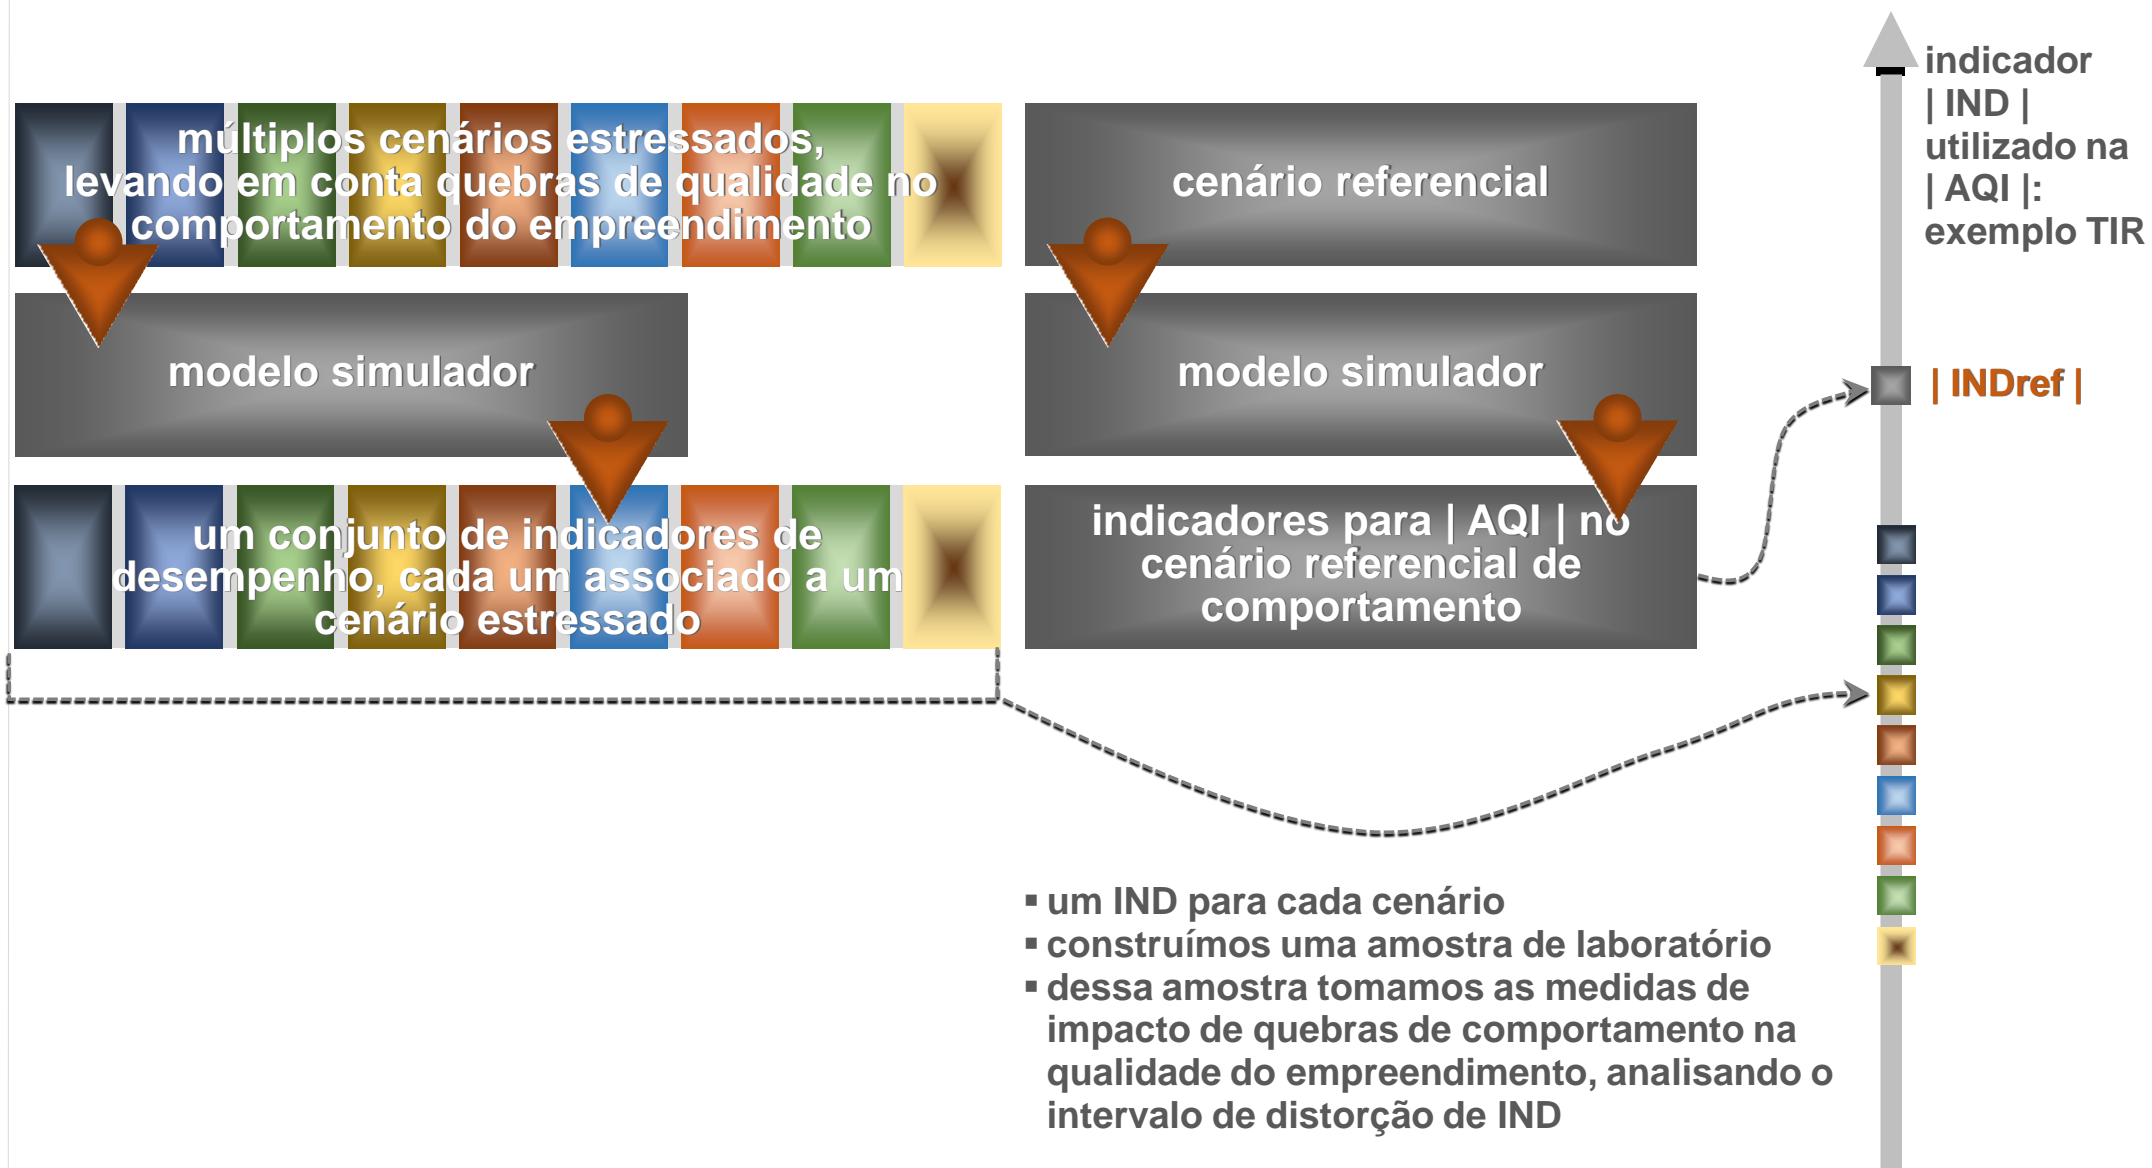 múltiplos cenários estressados,
levando em conta quebras de qualidade no
comportamento do empreendimento
modelo simulador
um conjunto de indicadores de
desempenho, cada um associado a um
cenário estressado
cenário referencial
modelo simulador
indicadores para | AQI | no
cenário referencial de
comportamento
indicador
| IND |
utilizado na
| AQI |:
exemplo TIR
| INDref |
▪ um IND para cada cenário
▪ construímos uma amostra de laboratório
▪ dessa amostra tomamos as medidas de
impacto de quebras de comportamento na
qualidade do empreendimento, analisando o
intervalo de distorção de IND